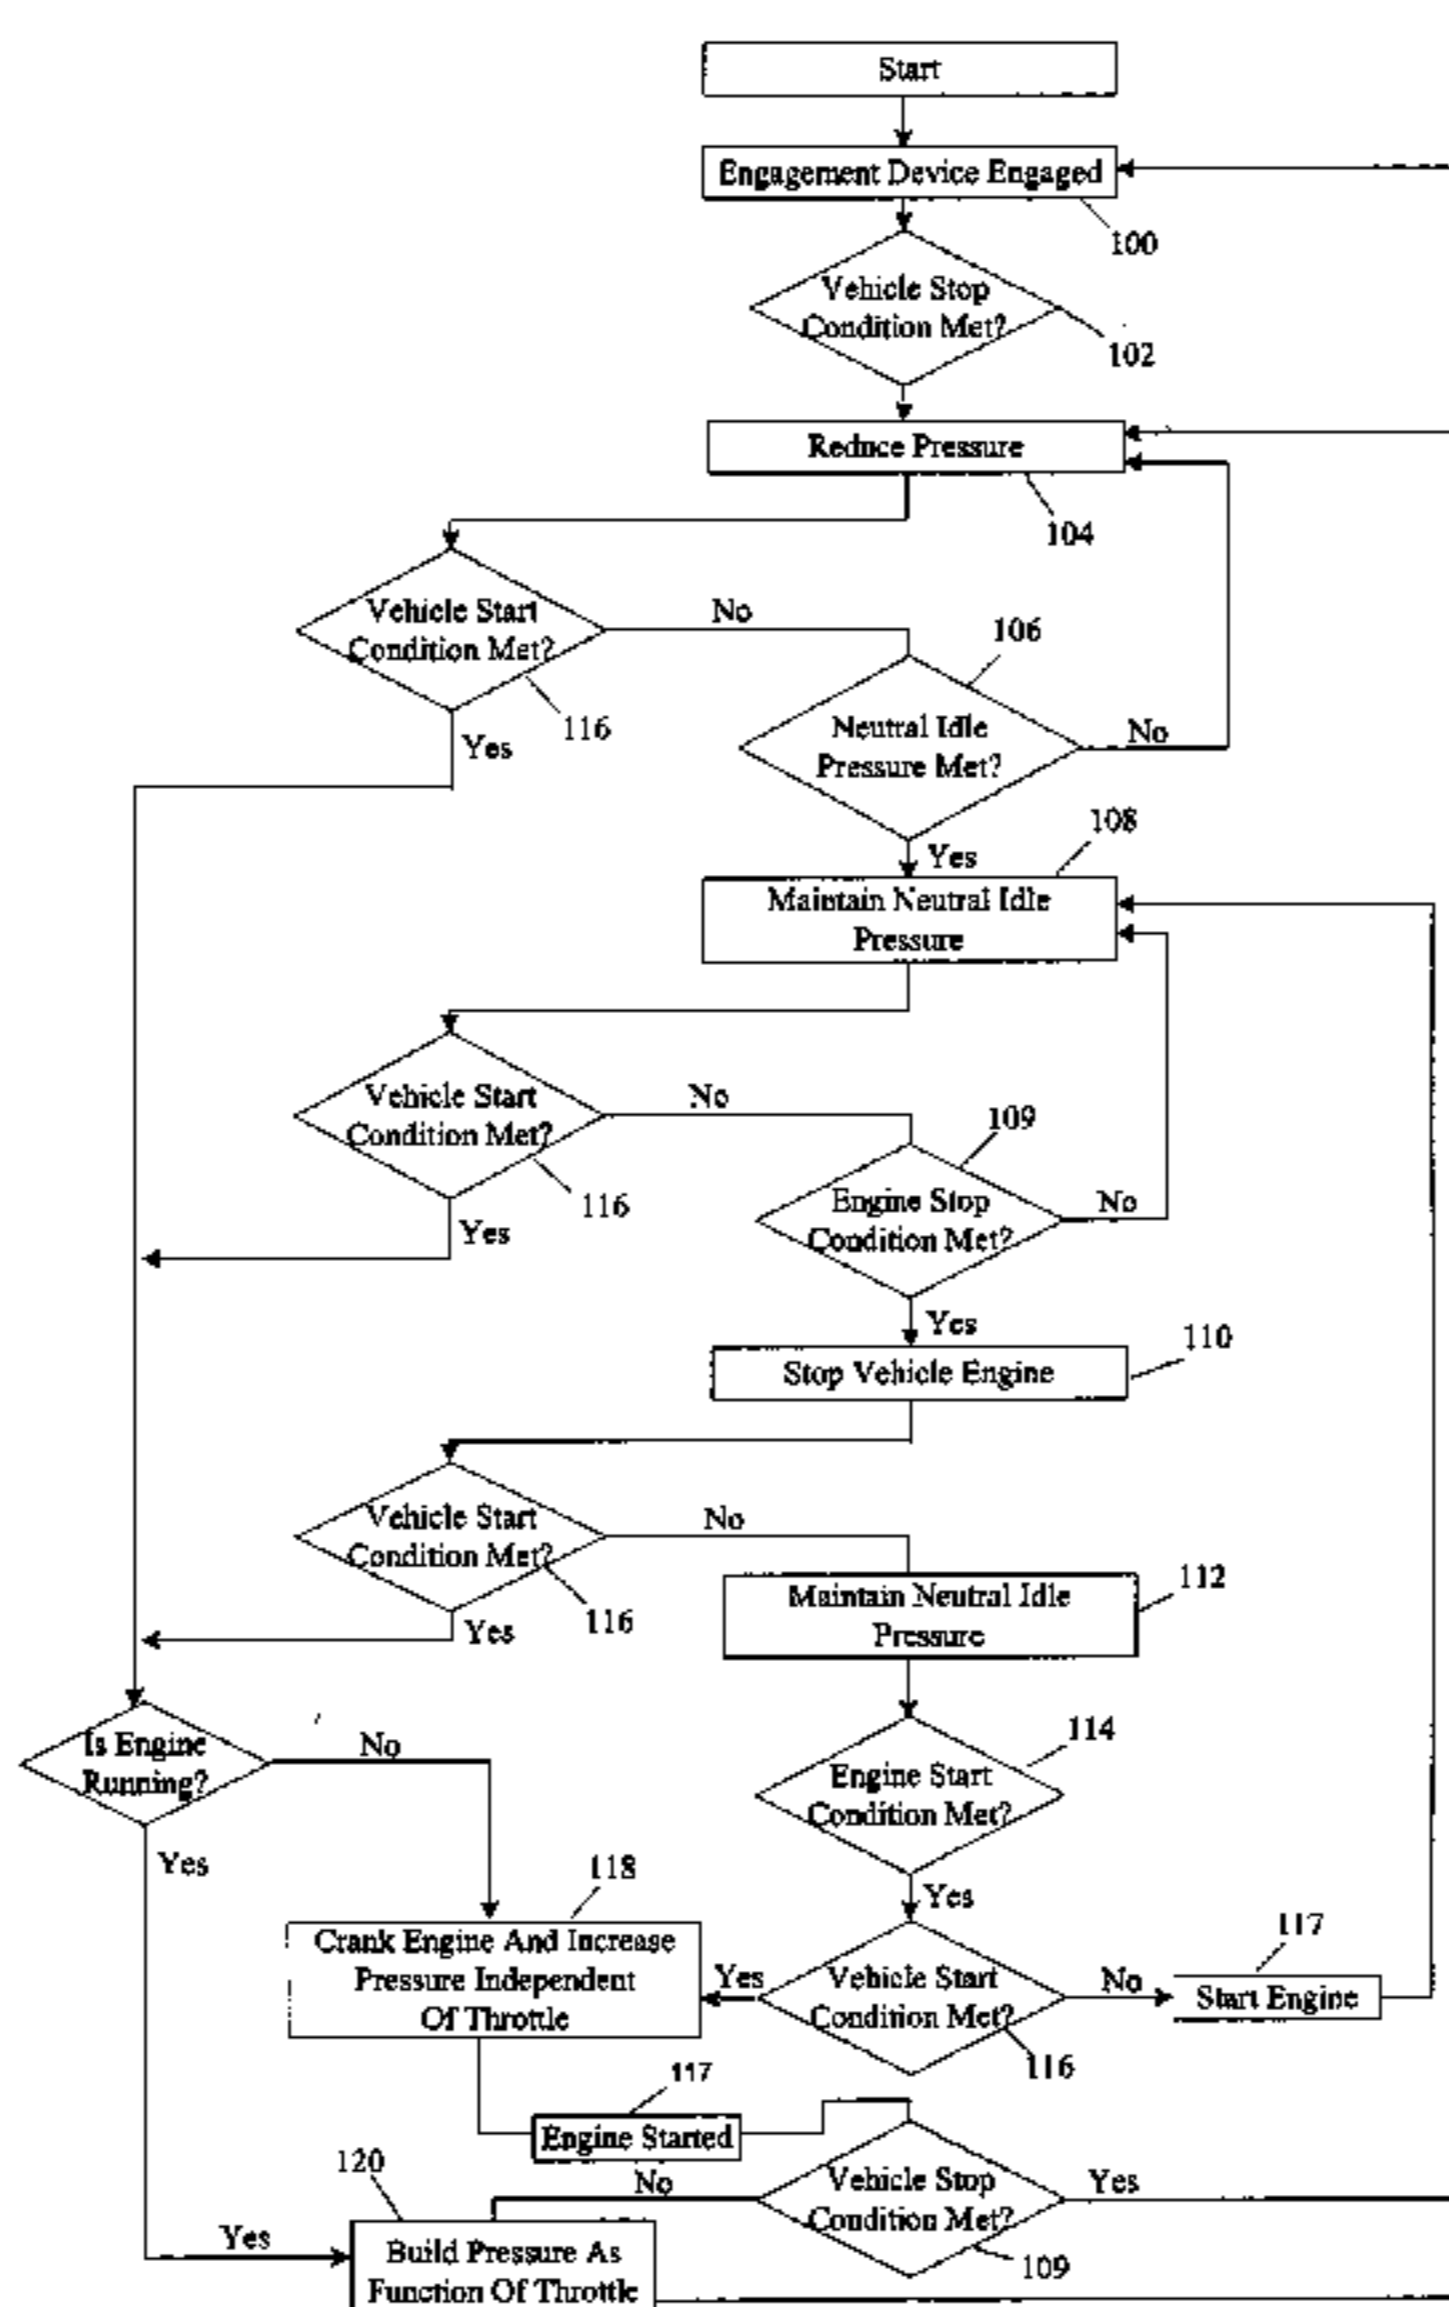 Start
Engagement Device Engaged
100
Vehicle Stop
Condition Met?
102
Reduce Pressure
104
Vehicle Start
Condition Met?
No
116
Yes
106
Neutral Idle
Pressure Met?
No
Yes
108
Maintain Neutral Idle
Pressure
Vehicle Start
Condition Met?
No
116
Yes
109
Engine Stop
Condition Met?
No
Yes
110
Stop Vehicle Engine
Vehicle Start
Condition Met?
No
116
Yes
112
Maintain Neutral Idle
Pressure
Is Engine
Running?
No
Yes
114
Engine Start
Condition Met?
Yes
118
Crank Engine And Increase
Pressure Independent
Of Throttle
Yes
Vehicle Start
Condition Met?
No
116
117
Start Engine
117
Engine Started
120
No
Vehicle Stop
Condition Met?
Yes
109
Yes
Build Pressure As
Function Of Throttle